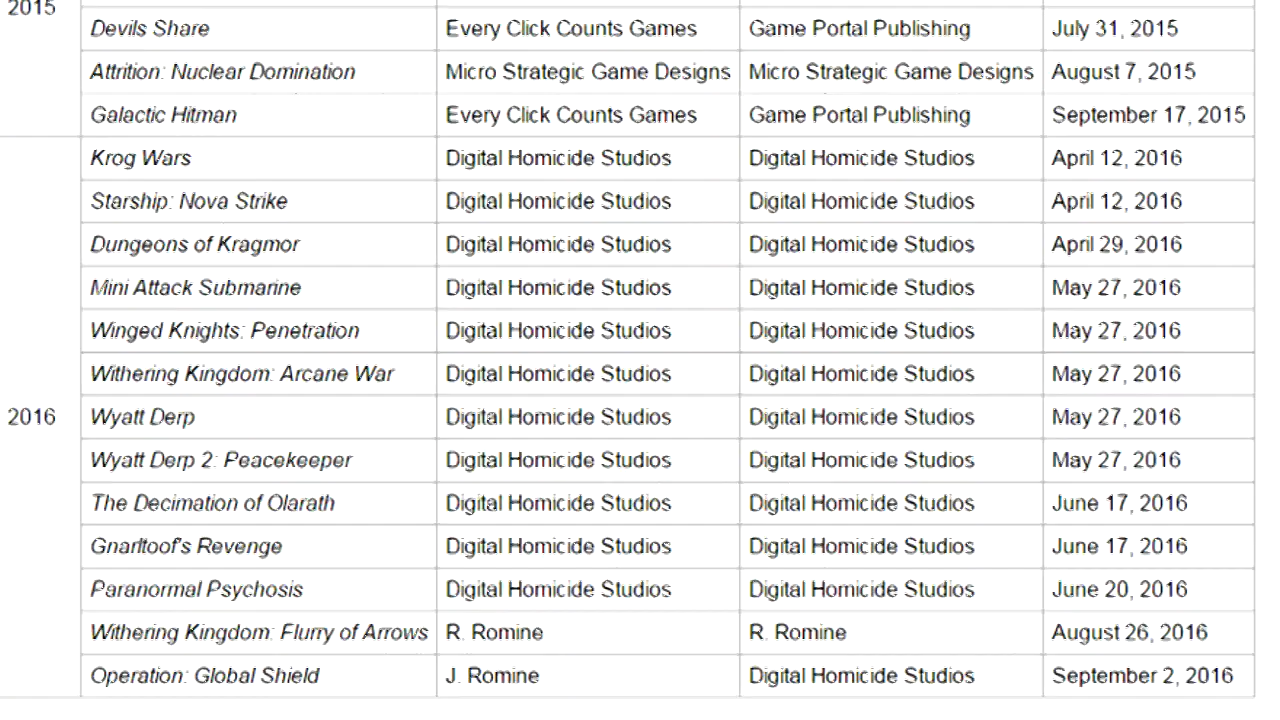 2015
Devils Share Every Click Counts Games Game Portal Publishing July 31, 2015
Attrition: Nuclear Domination Micro Strategic Game Designs Micro Strategic Game Designs August 7, 2015
Galactic Hitman Every Click Counts Games Game Portal Publishing September 17, 2015
Krog Wars Digital Homicide Studios Digital Homicide Studios April 12, 2016
Starship: Nova Strike Digital Homicide Studios Digital Homicide Studios April 12, 2016
Dungeons of Kragmor Digital Homicide Studios Digital Homicide Studios April 29, 2016
Mini Attack Submarine Digital Homicide Studios Digital Homicide Studios May 27, 2016
Winged Knights: Penetration Digital Homicide Studios Digital Homicide Studios May 27, 2016
Withering Kingdom: Arcane War Digital Homicide Studios Digital Homicide Studios May 27, 2016
2016 Wyatt Derp Digital Homicide Studios Digital Homicide Studios May 27, 2016
Wyatt Derp 2: Peacekeeper Digital Homicide Studios Digital Homicide Studios May 27, 2016
The Decimation of Olarath Digital Homicide Studios Digital Homicide Studios June 17, 2016
Gnarltoof's Revenge Digital Homicide Studios Digital Homicide Studios June 17, 2016
Paranormal Psychosis Digital Homicide Studios Digital Homicide Studios June 20, 2016
Withering Kingdom: Flurry of Arrows R. Romine R. Romine August 26, 2016
Operation: Global Shield J. Romine Digital Homicide Studios September 2, 2016